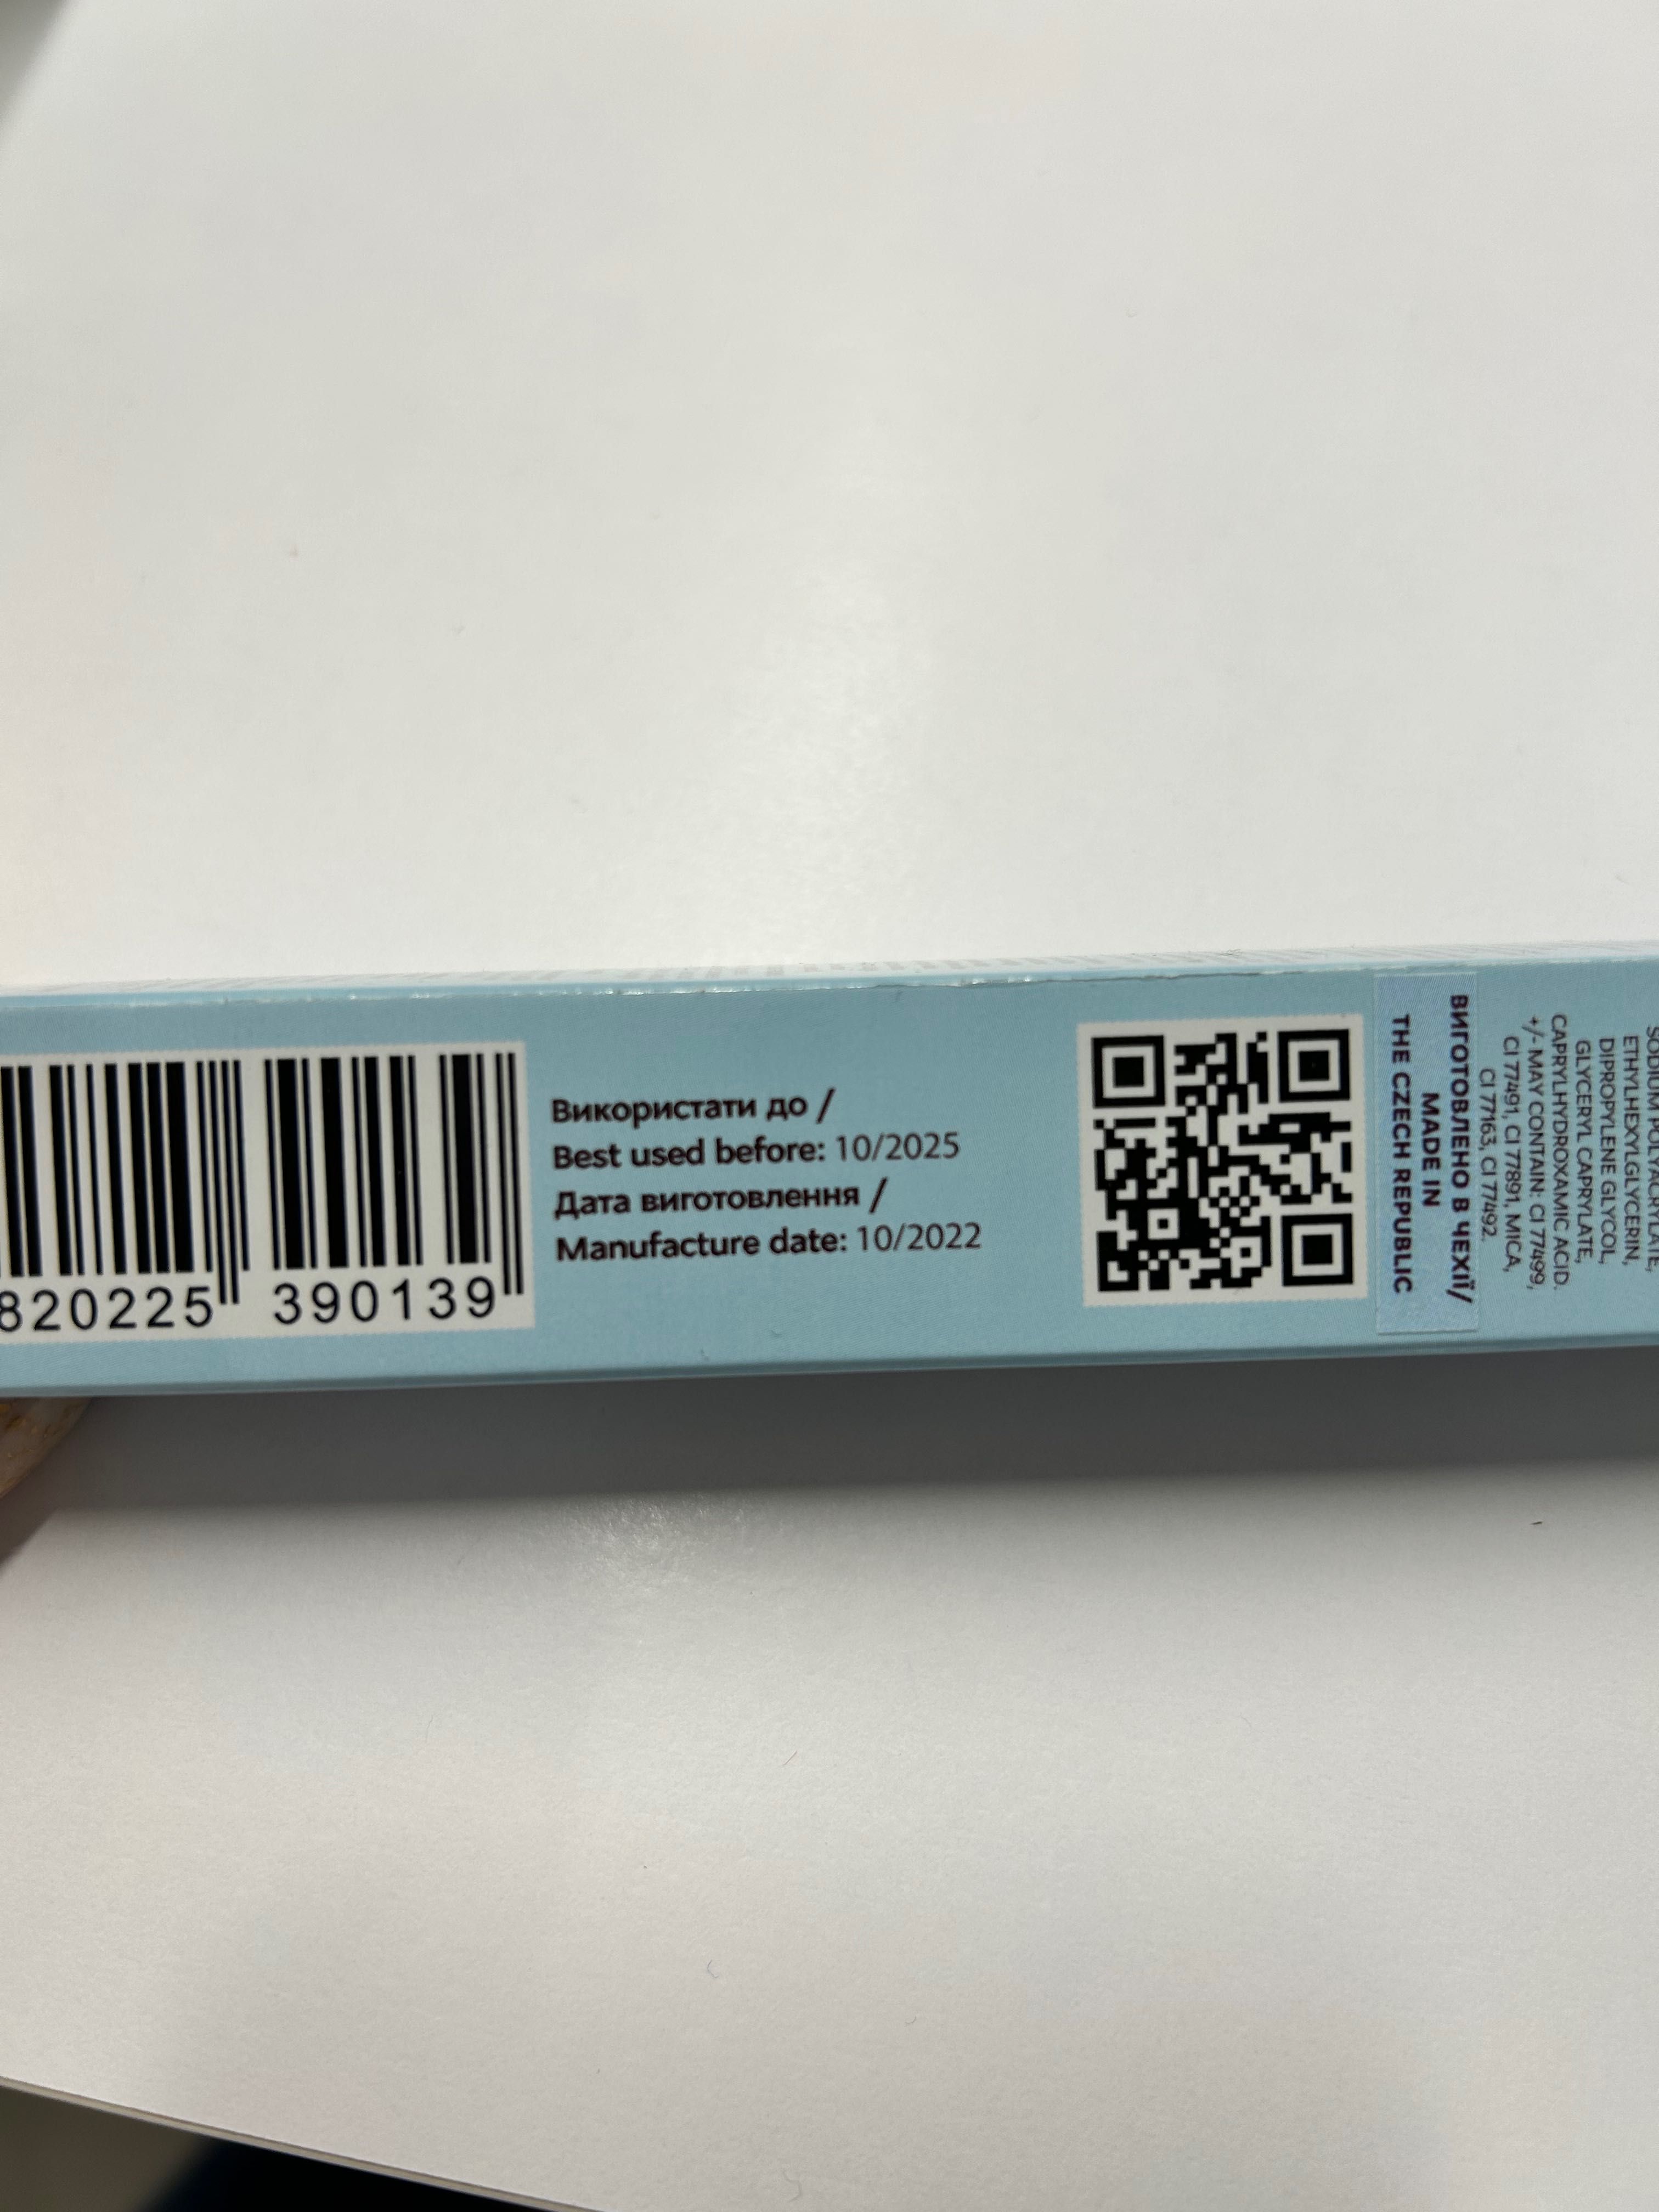 820225 390139
Використати до /
Best used before: 10/2025
Дата виготовлення /
Manufacture date: 10/2022
ВИГОТОВЛЕНО В ЧЕХІЇ/
MADE IN
THE CZECH REPUBLIC
SODIUM POLYACRYLATE,
ETHYLHEXYLGLYCERIN,
DIPROPYLENE GLYCOL,
GLYCERYL CAPRYLATE,
CAPRYLHYDROXAMIC ACID.
+/- MAY CONTAIN: CI 77499,
CI 77491, CI 77891, MICA,
CI 77163, CI 77492.